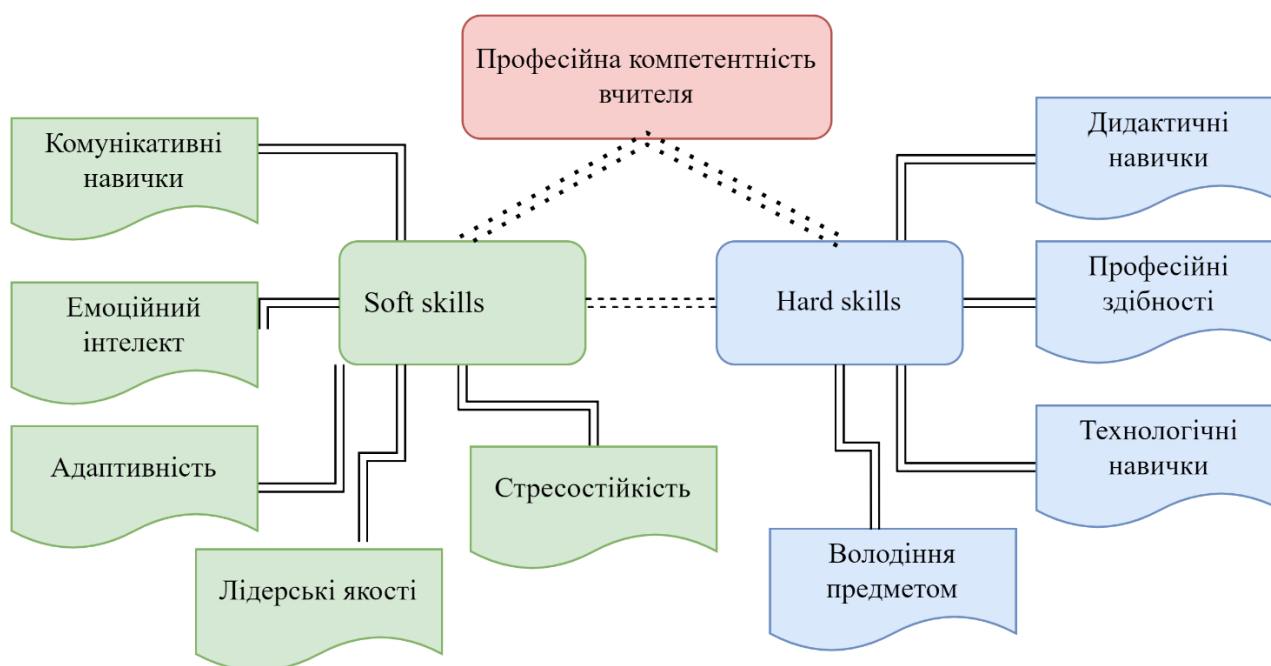 Професійна компетентність
вчителя
Комунікативні
навички
Дидактичні
навички
Емоційний
інтелект
Soft skills
Hard skills
Професійні
здібності
Адаптивність
Стресостійкість
Технологічні
навички
Лідерські якості
Володіння
предметом